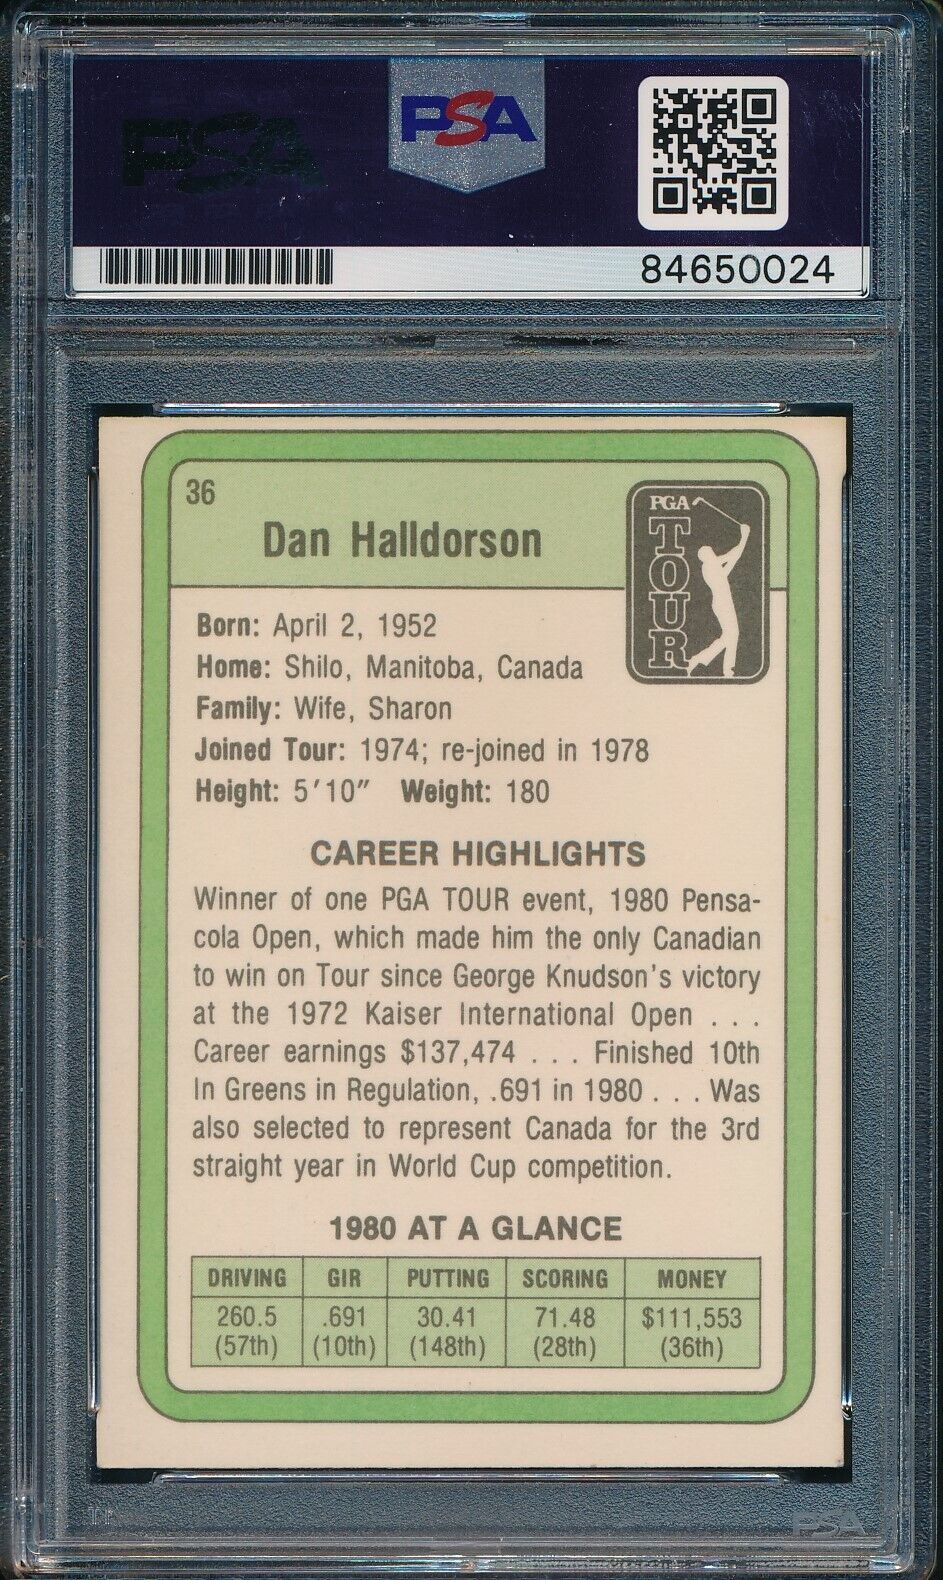 PSA
PSA
84650024
36
Dan Halldorson
PGA
TOUR
Born: April 2, 1952
Home: Shilo, Manitoba, Canada
Family: Wife, Sharon
Joined Tour: 1974; re-joined in 1978
Height: 5'10" Weight: 180
CAREER HIGHLIGHTS
Winner of one PGA TOUR event, 1980 Pensa-
cola Open, which made him the only Canadian
to win on Tour since George Knudson's victory
at the 1972 Kaiser International Open . . .
Career earnings $137,474 . . . Finished 10th
In Greens in Regulation, .691 in 1980 . . . Was
also selected to represent Canada for the 3rd
straight year in World Cup competition.
1980 AT A GLANCE
DRIVING GIR PUTTING SCORING MONEY
260.5 .691 30.41 71.48 $111,553
(57th) (10th) (148th) (28th) (36th)
PSA